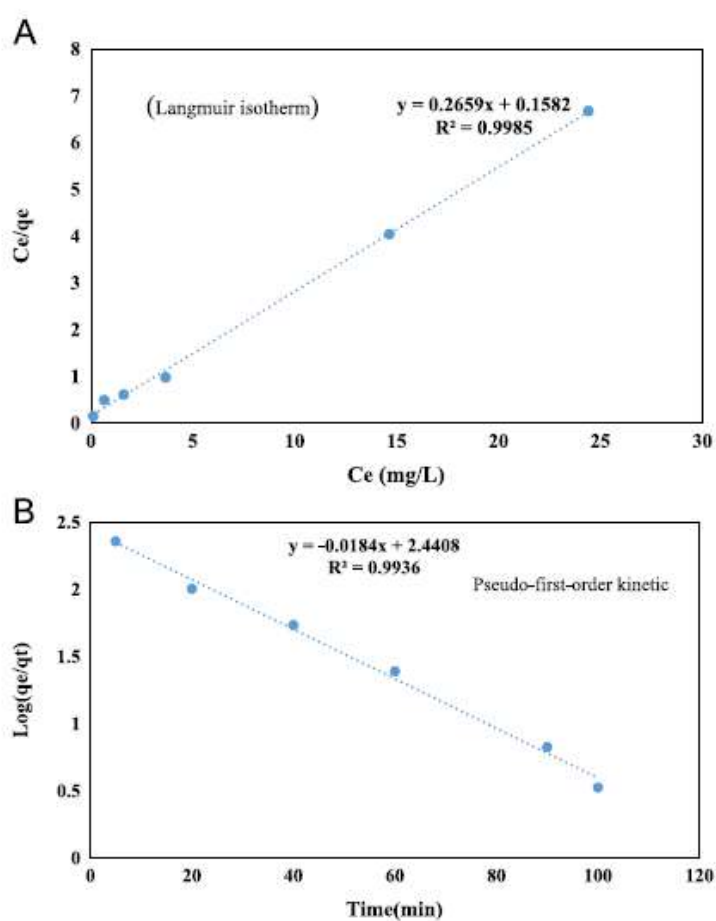 A
8
7
6
5
4
3
2
1
0
Ce/qe
(Langmuir isotherm)
y = 0.2659x + 0.1582
R² = 0.9985
0 5 10 15 20 25 30
Ce (mg/L)
B
2.5
2
1.5
1
0.5
0
Log(qe/qt)
y = -0.0184x + 2.4408
R² = 0.9936
Pseudo-first-order kinetic
0 20 40 60 80 100 120
Time(min)